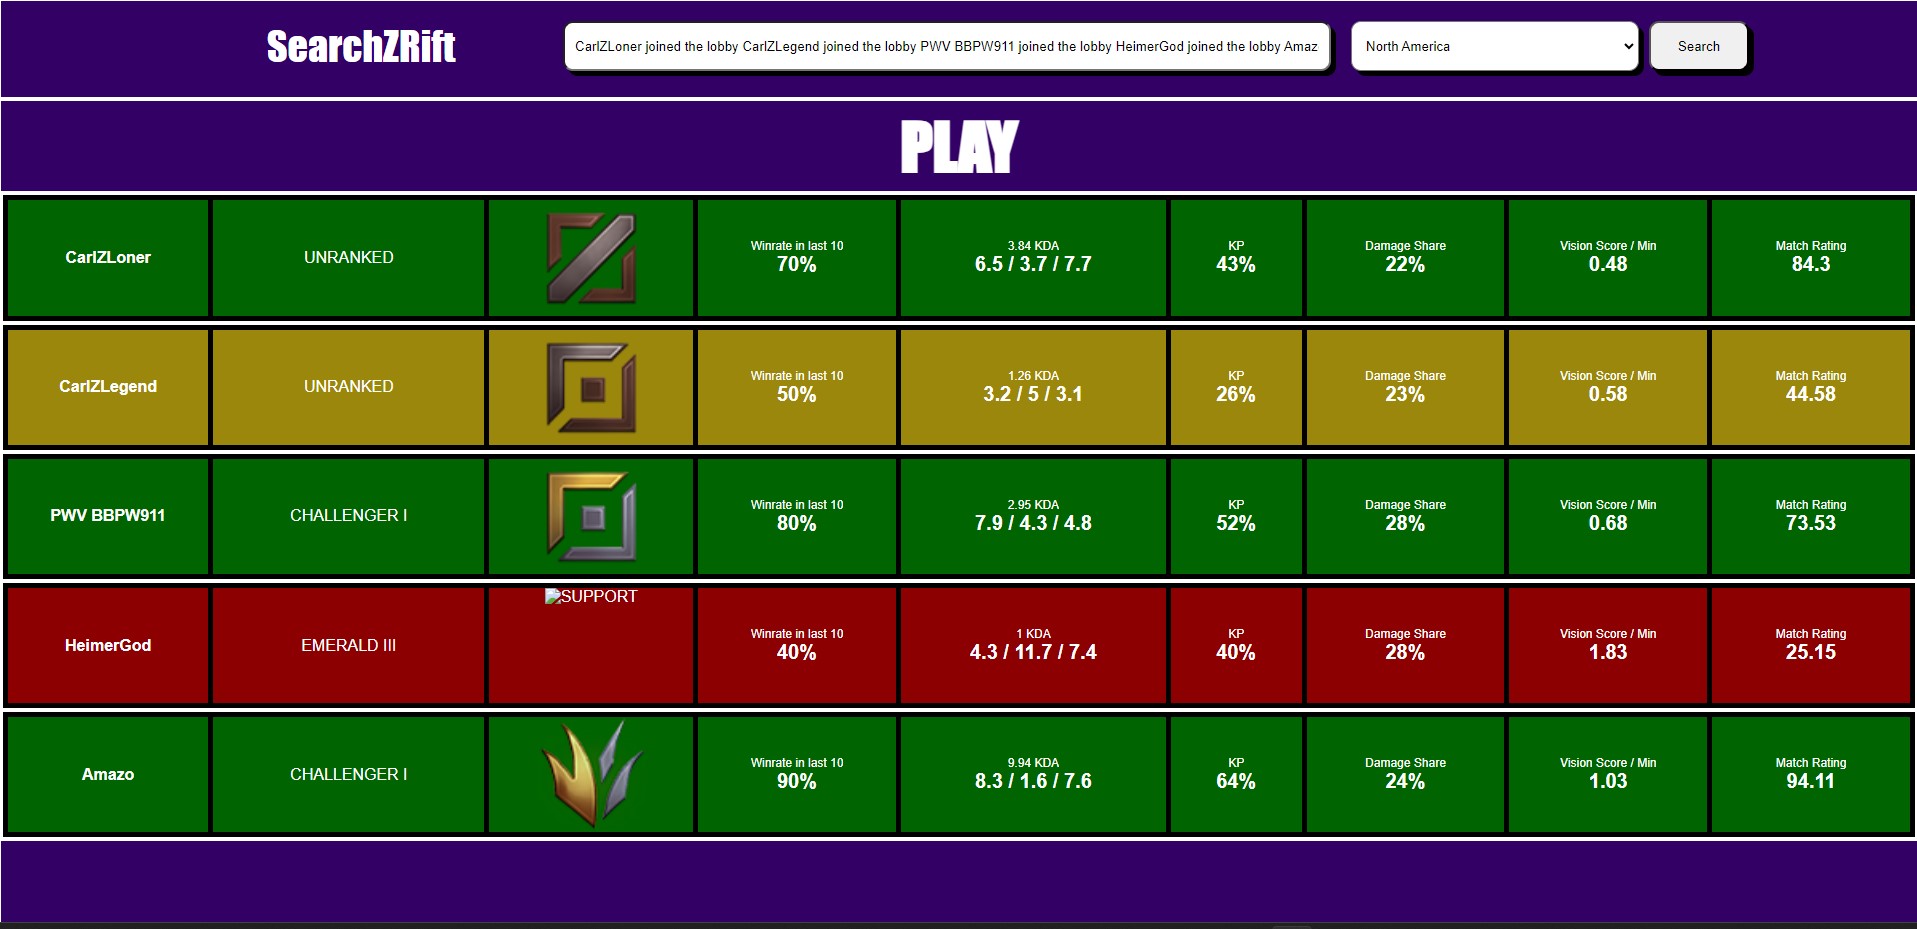 SearchZRift
CarlZLoner joined the lobby CarlZLegend joined the lobby PWV BBPW911 joined the lobby HeimerGod joined the lobby Amaz
North America
Search
PLAY
CarlZLoner
UNRANKED
Winrate in last 10
70%
3.84 KDA
6.5 / 3.7 / 7.7
KP
43%
Damage Share
22%
Vision Score / Min
0.48
Match Rating
84.3
CarlZLegend
UNRANKED
Winrate in last 10
50%
1.26 KDA
3.2 / 5 / 3.1
KP
26%
Damage Share
23%
Vision Score / Min
0.58
Match Rating
44.58
PWV BBPW911
CHALLENGER I
Winrate in last 10
80%
2.95 KDA
7.9 / 4.3 / 4.8
KP
52%
Damage Share
28%
Vision Score / Min
0.68
Match Rating
73.53
HeimerGod
EMERALD III
SUPPORT
Winrate in last 10
40%
1 KDA
4.3 / 11.7 / 7.4
KP
40%
Damage Share
28%
Vision Score / Min
1.83
Match Rating
25.15
Amazo
CHALLENGER I
Winrate in last 10
90%
9.94 KDA
8.3 / 1.6 / 7.6
KP
64%
Damage Share
24%
Vision Score / Min
1.03
Match Rating
94.11